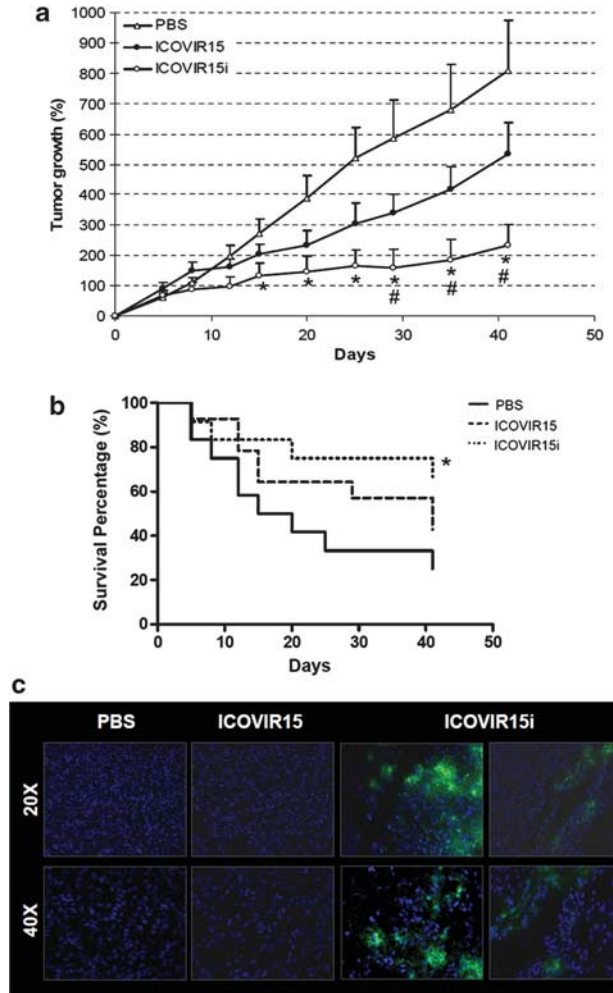 a
PBS
ICOVIR15
ICOVIR15i
Tumor growth (%)
1000
900
800
700
600
500
400
300
200
100
0
* * * * * *
# # #
0 10 20 30 40 50
Days
b
PBS
ICOVIR15
ICOVIR15i
Survival Percentage (%)
100
80
60
40
20
0
*
0 10 20 30 40 50
Days
c
PBS ICOVIR15 ICOVIR15i
20X
40X